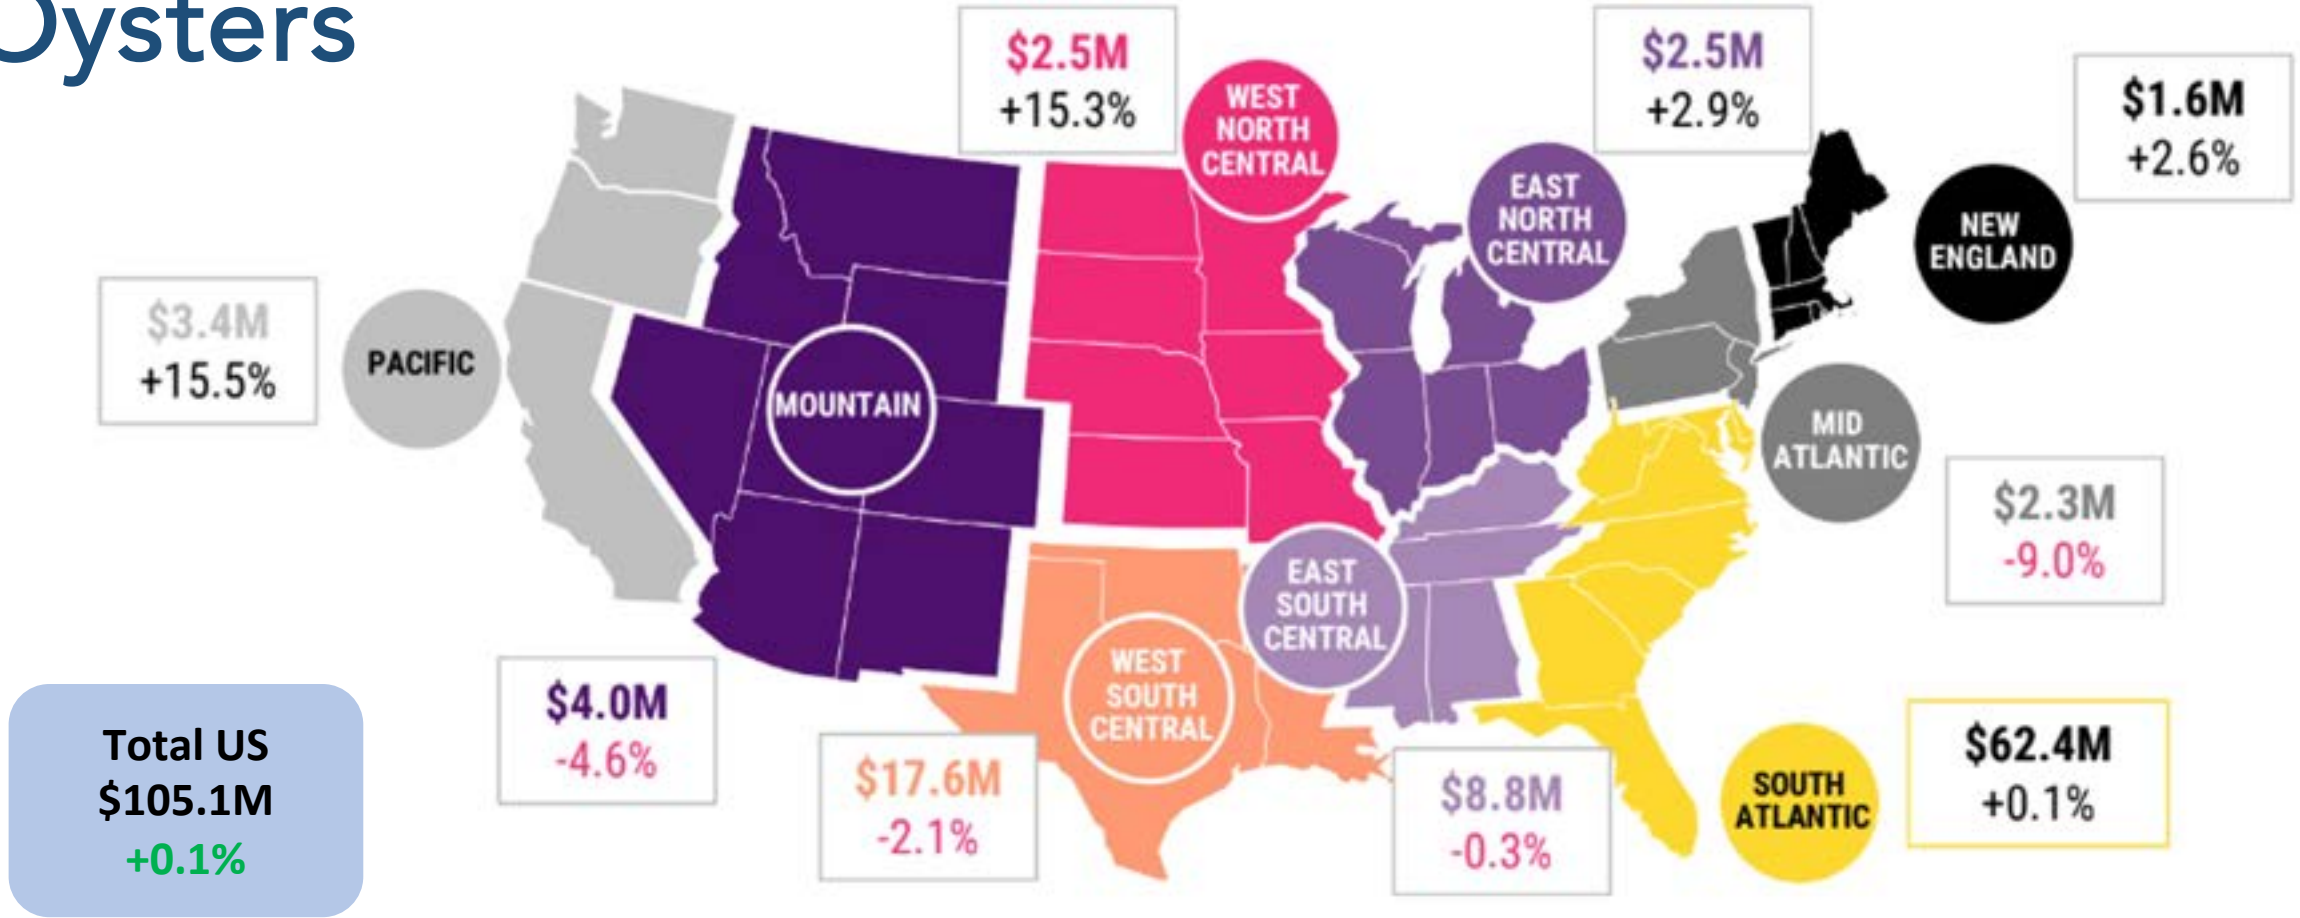 Oysters
$2.5M
+15.3%
WEST
NORTH
CENTRAL
$2.5M
+2.9%
EAST
NORTH
CENTRAL
$1.6M
+2.6%
NEW
ENGLAND
$3.4M
+15.5%
PACIFIC
MOUNTAIN
MID
ATLANTIC
$2.3M
-9.0%
EAST
SOUTH
CENTRAL
WEST
SOUTH
CENTRAL
$4.0M
-4.6%
$17.6M
-2.1%
$8.8M
-0.3%
SOUTH
ATLANTIC
$62.4M
+0.1%
Total US
$105.1M
+0.1%